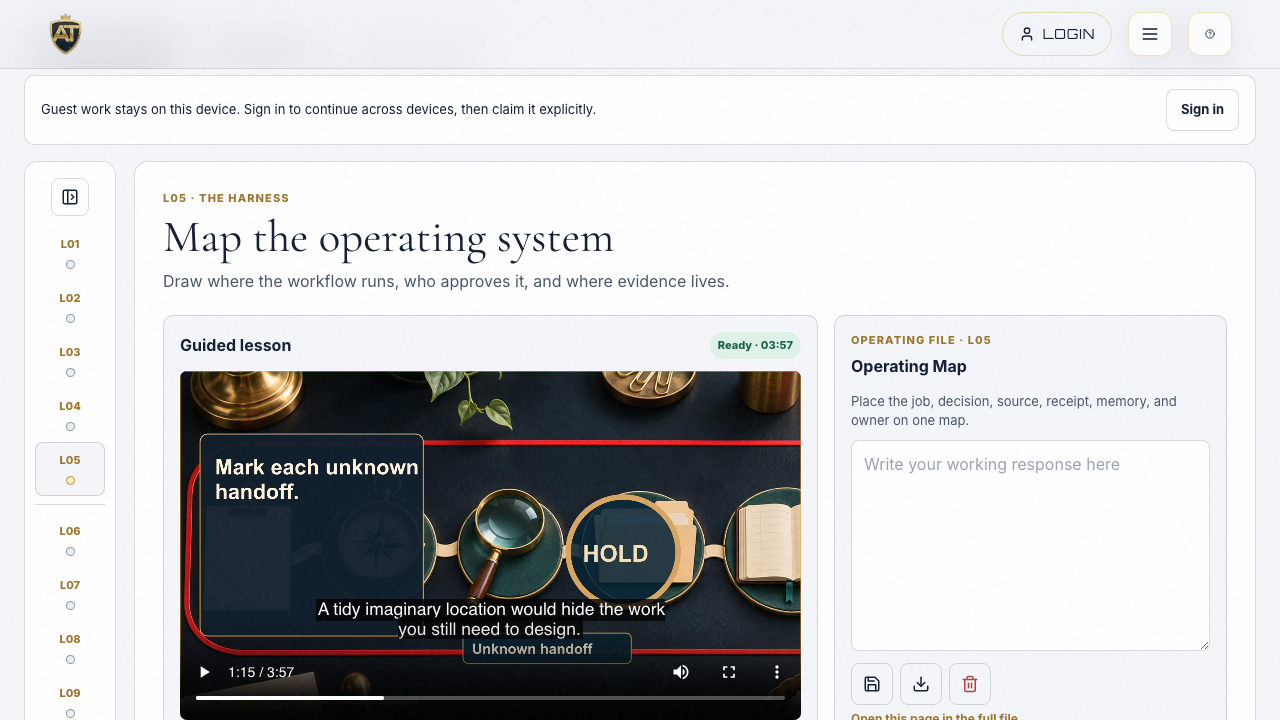 AT
LOGIN
Guest work stays on this device. Sign in to continue across devices, then claim it explicitly.
Sign in
L01
L02
L03
L04
L05
L06
L07
L08
L09
L05 · THE HARNESS
Map the operating system
Draw where the workflow runs, who approves it, and where evidence lives.
Guided lesson
Ready · 03:57
Mark each unknown
handoff.
HOLD
A tidy imaginary location would hide the work
you still need to design.
Unknown handoff
1:15 / 3:57
OPERATING FILE · L05
Operating Map
Place the job, decision, source, receipt, memory, and
owner on one map.
Write your working response here
Open this page in the full file